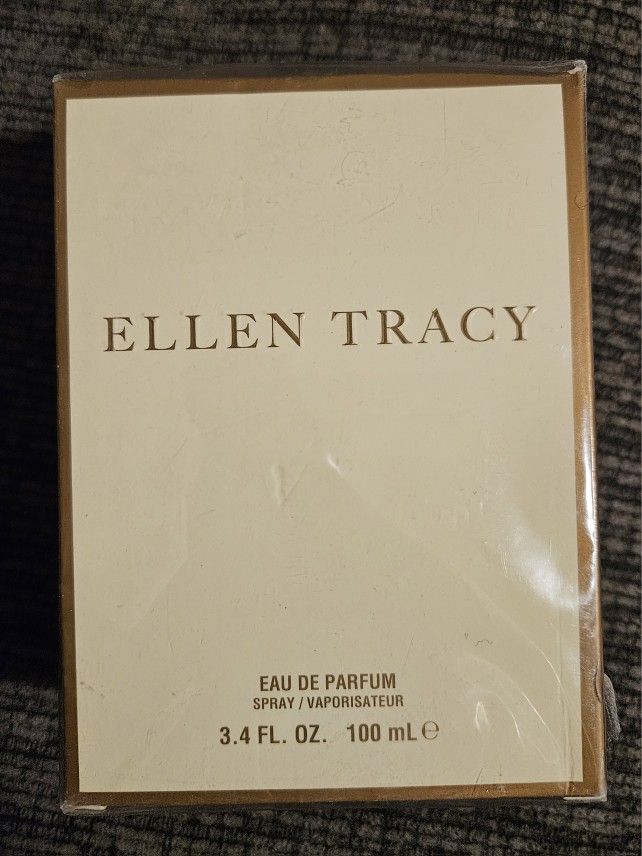 ELLEN TRACY
EAU DE PARFUM
SPRAY / VAPORISATEUR
3.4 FL. OZ. 100 mL ℮